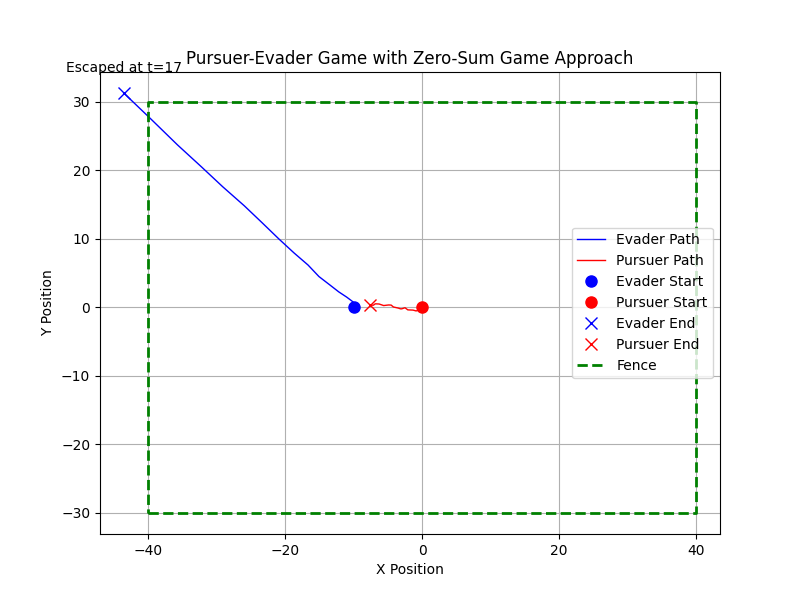 Pursuer-Evader Game with Zero-Sum Game Approach
Escaped at t=17
Y Position
30
20
10
0
−10
−20
−30
Evader Path
Pursuer Path
Evader Start
Pursuer Start
Evader End
Pursuer End
Fence
−40
−20
0
20
40
X Position